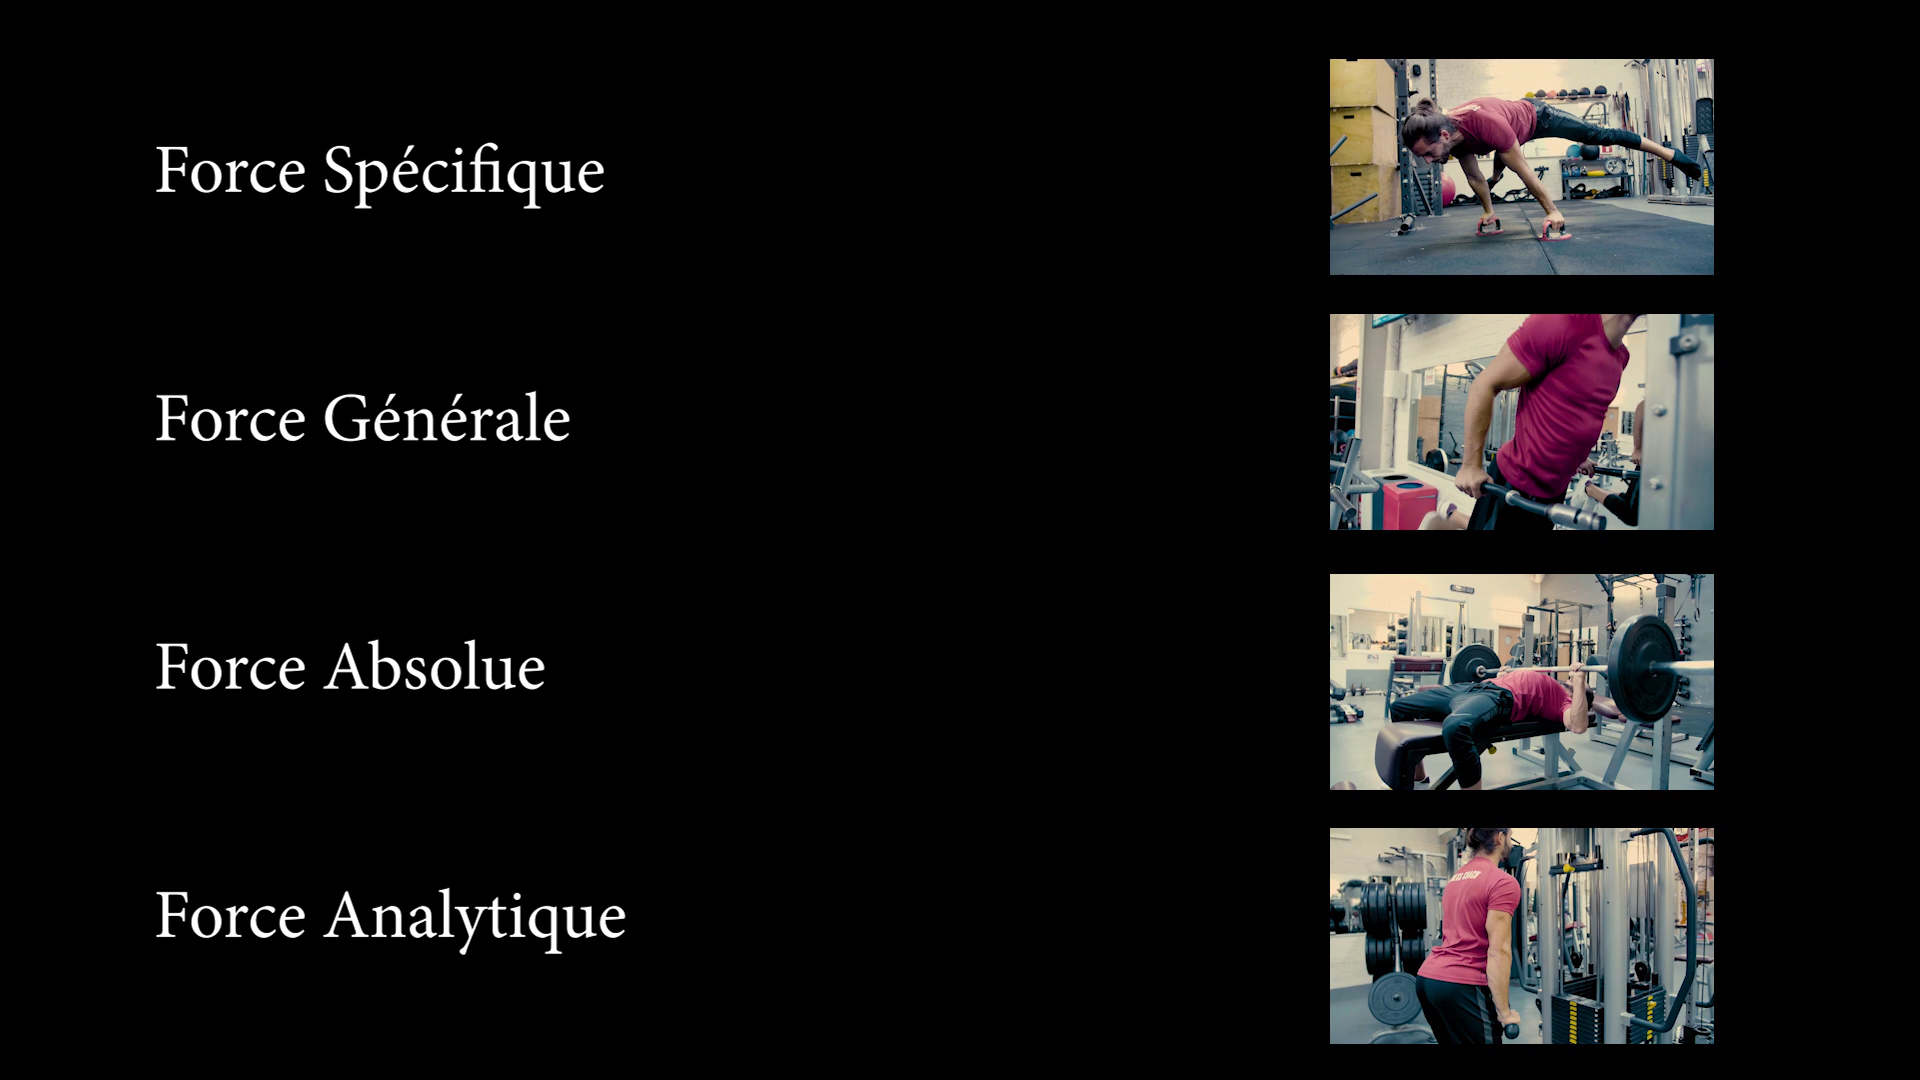 Force Spécifique
Force Générale
Force Absolue
Force Analytique